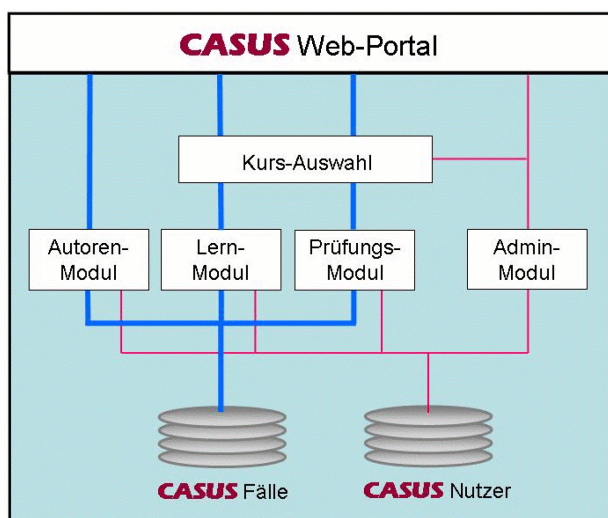 CASUS Web-Portal
Kurs-Auswahl
Autoren-
Modul
Lern-
Modul
Prüfungs-
Modul
Admin-
Modul
CASUS Fälle
CASUS Nutzer